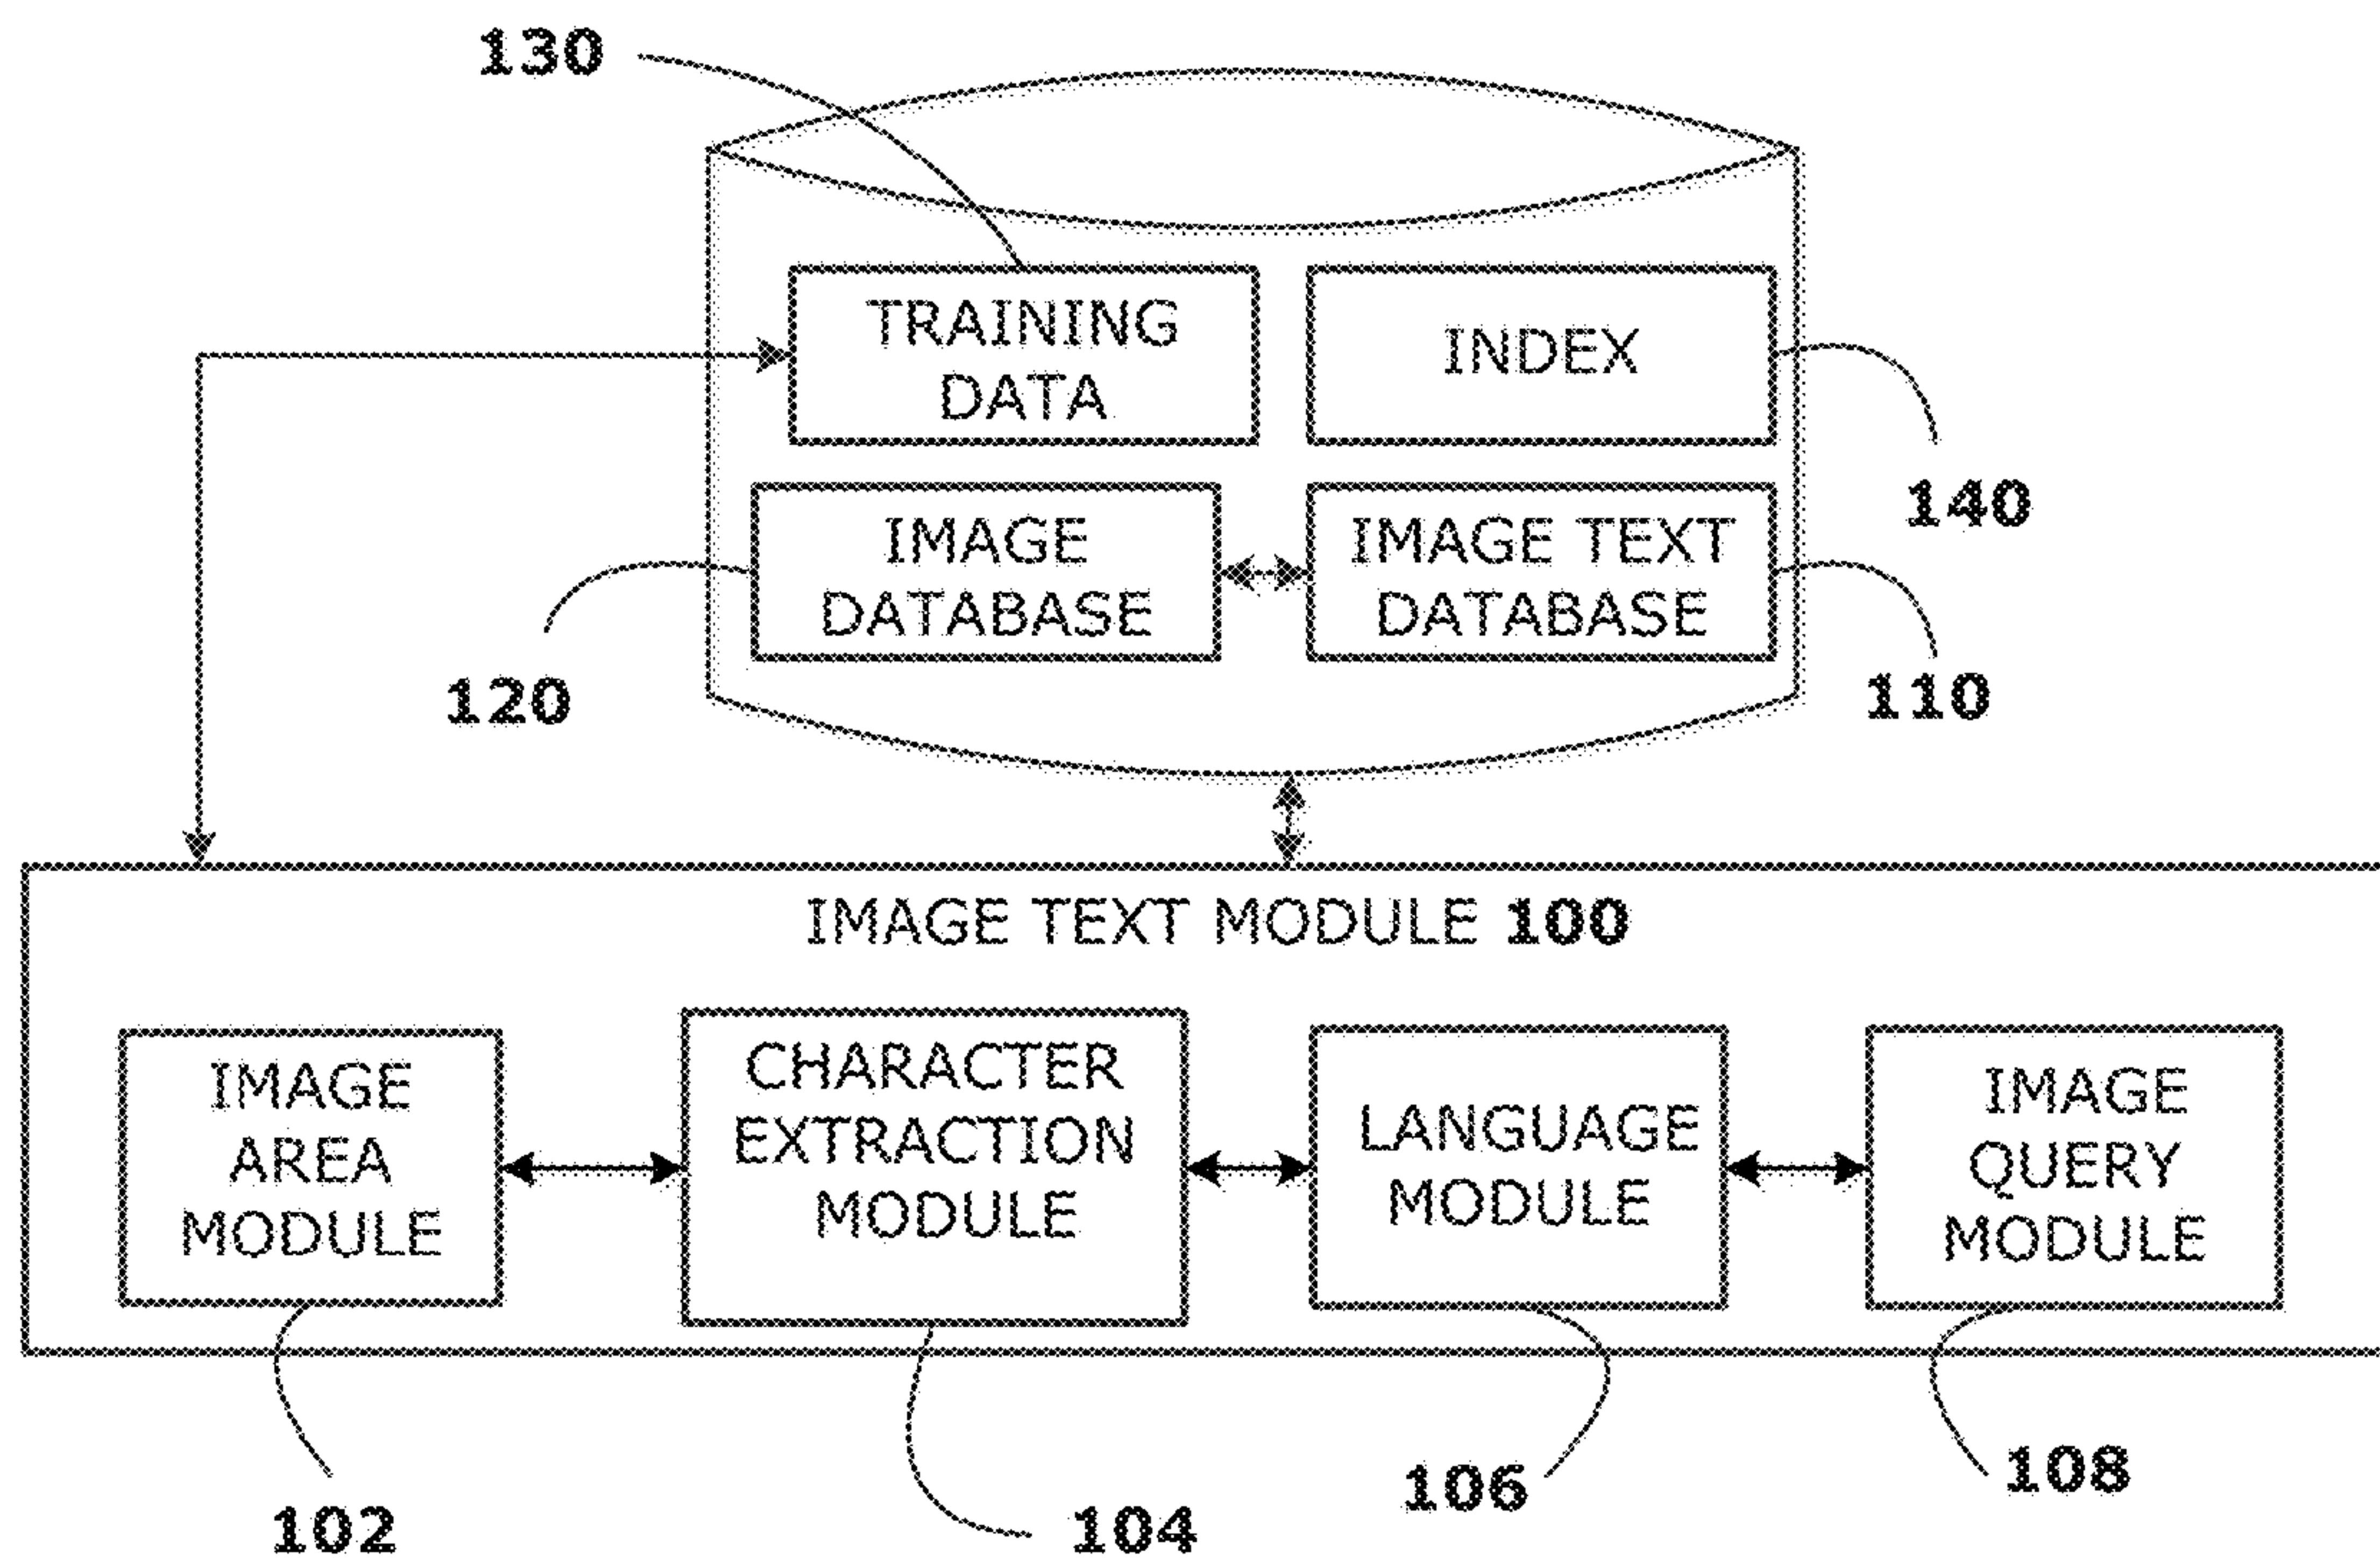 130
TRAINING
DATA
INDEX
140
IMAGE
DATABASE
IMAGE TEXT
DATABASE
120
110
IMAGE TEXT MODULE 100
IMAGE
AREA
MODULE
CHARACTER
EXTRACTION
MODULE
LANGUAGE
MODULE
IMAGE
QUERY
MODULE
102
104
106
108